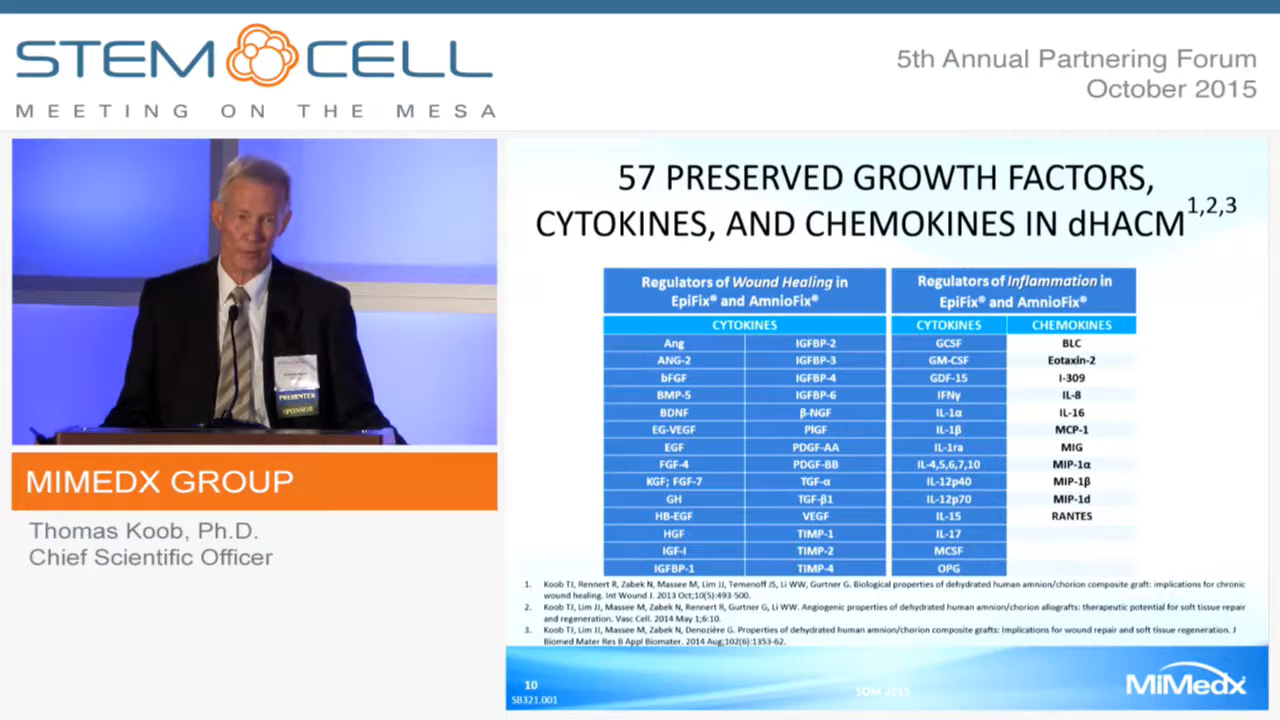 STEM CELL
MEETING ON THE MESA
5th Annual Partnering Forum
October 2015
PRESENTER
SPONSOR
MIMEDX GROUP
Thomas Koob, Ph.D.
Chief Scientific Officer
57 PRESERVED GROWTH FACTORS,
CYTOKINES, AND CHEMOKINES IN dHACM1,2,3
Regulators of Wound Healing in
EpiFix® and AmnioFix®
Regulators of Inflammation in
EpiFix® and AmnioFix®
CYTOKINES CYTOKINES CHEMOKINES
Ang IGFBP-2 GCSF BLC
ANG-2 IGFBP-3 GM-CSF Eotaxin-2
bFGF IGFBP-4 GDF-15 I-309
BMP-5 IGFBP-6 IFNγ IL-8
BDNF β-NGF IL-1α IL-16
EG-VEGF PlGF IL-1β MCP-1
EGF PDGF-AA IL-1ra MIG
FGF-4 PDGF-BB IL-4,5,6,7,10 MIP-1α
KGF; FGF-7 TGF-α IL-12p40 MIP-1β
GH TGF-β1 IL-12p70 MIP-1d
HB-EGF VEGF IL-15 RANTES
HGF TIMP-1 IL-17
IGF-I TIMP-2 MCSF
IGFBP-1 TIMP-4 OPG
1. Koob TJ, Rennert R, Zabek N, Massee M, Lim JJ, Temenoff JS, Li WW, Gurtner G. Biological properties of dehydrated human amnion/chorion composite graft: implications for chronic
wound healing. Int Wound J. 2013 Oct;10(5):493-500.
2. Koob TJ, Lim JJ, Massee M, Zabek N, Rennert R, Gurtner G, Li WW. Angiogenic properties of dehydrated human amnion/chorion allografts: therapeutic potential for soft tissue repair
and regeneration. Vasc Cell. 2014 May 1;6:10.
3. Koob TJ, Lim JJ, Massee M, Zabek N, Denozière G. Properties of dehydrated human amnion/chorion composite grafts: Implications for wound repair and soft tissue regeneration. J
Biomed Mater Res B Appl Biomater. 2014 Aug;102(6):1353-62.
10
SB321.001
MiMedx